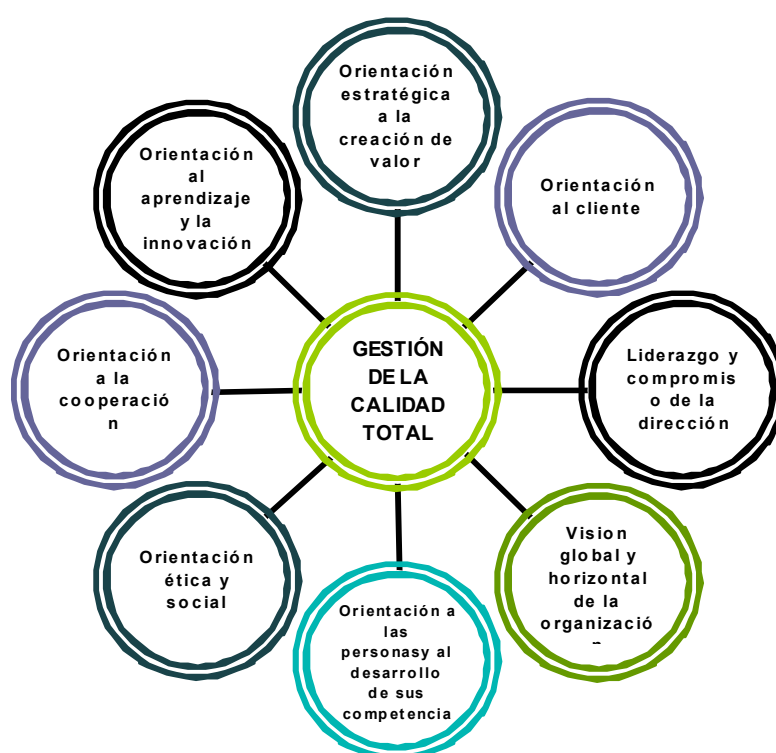 Orientación
estratégica
a la
creación de
valor
Orientación
al cliente
Liderazgo y
compromis
o de la
dirección
Vision
global y
horizontal
de la
organizació
n
Orientación a
las
personasy al
desarrollo
de sus
competencia
Orientación
ética y
social
Orientación
a la
cooperació
n
Orientación
al
aprendizaje
y la
innovación
GESTIÓN
DE LA
CALIDAD
TOTAL